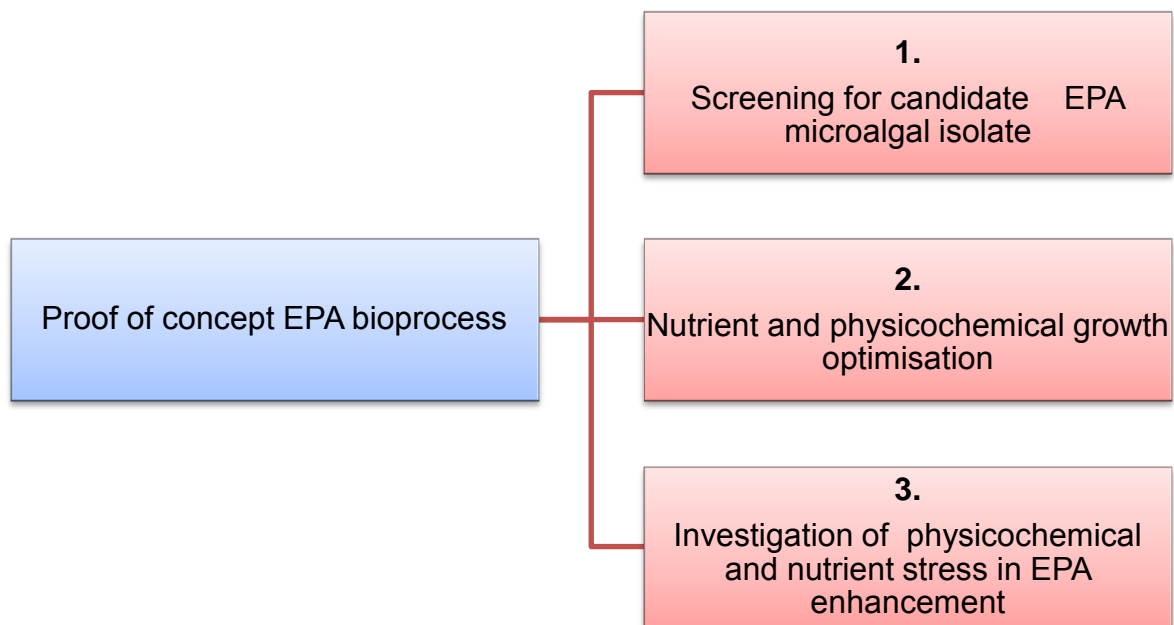 1.
Screening for candidate EPA
microalgal isolate
Proof of concept EPA bioprocess
2.
Nutrient and physicochemical growth
optimisation
3.
Investigation of physicochemical
and nutrient stress in EPA
enhancement